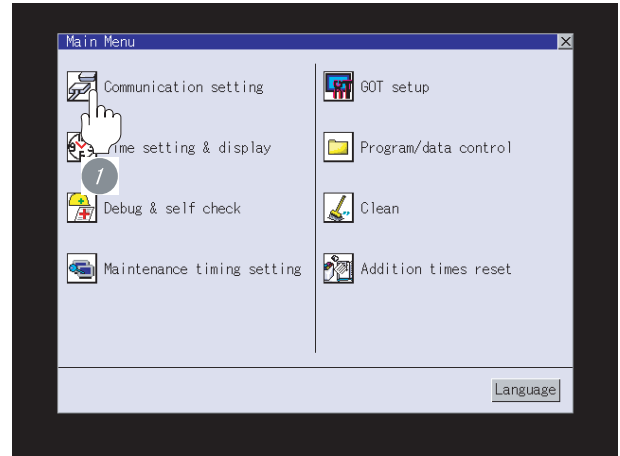 Main Menu
Communication setting
GOT setup
Time setting & display
Program/data control
1
Debug & self check
Clean
Maintenance timing setting
Addition times reset
Language